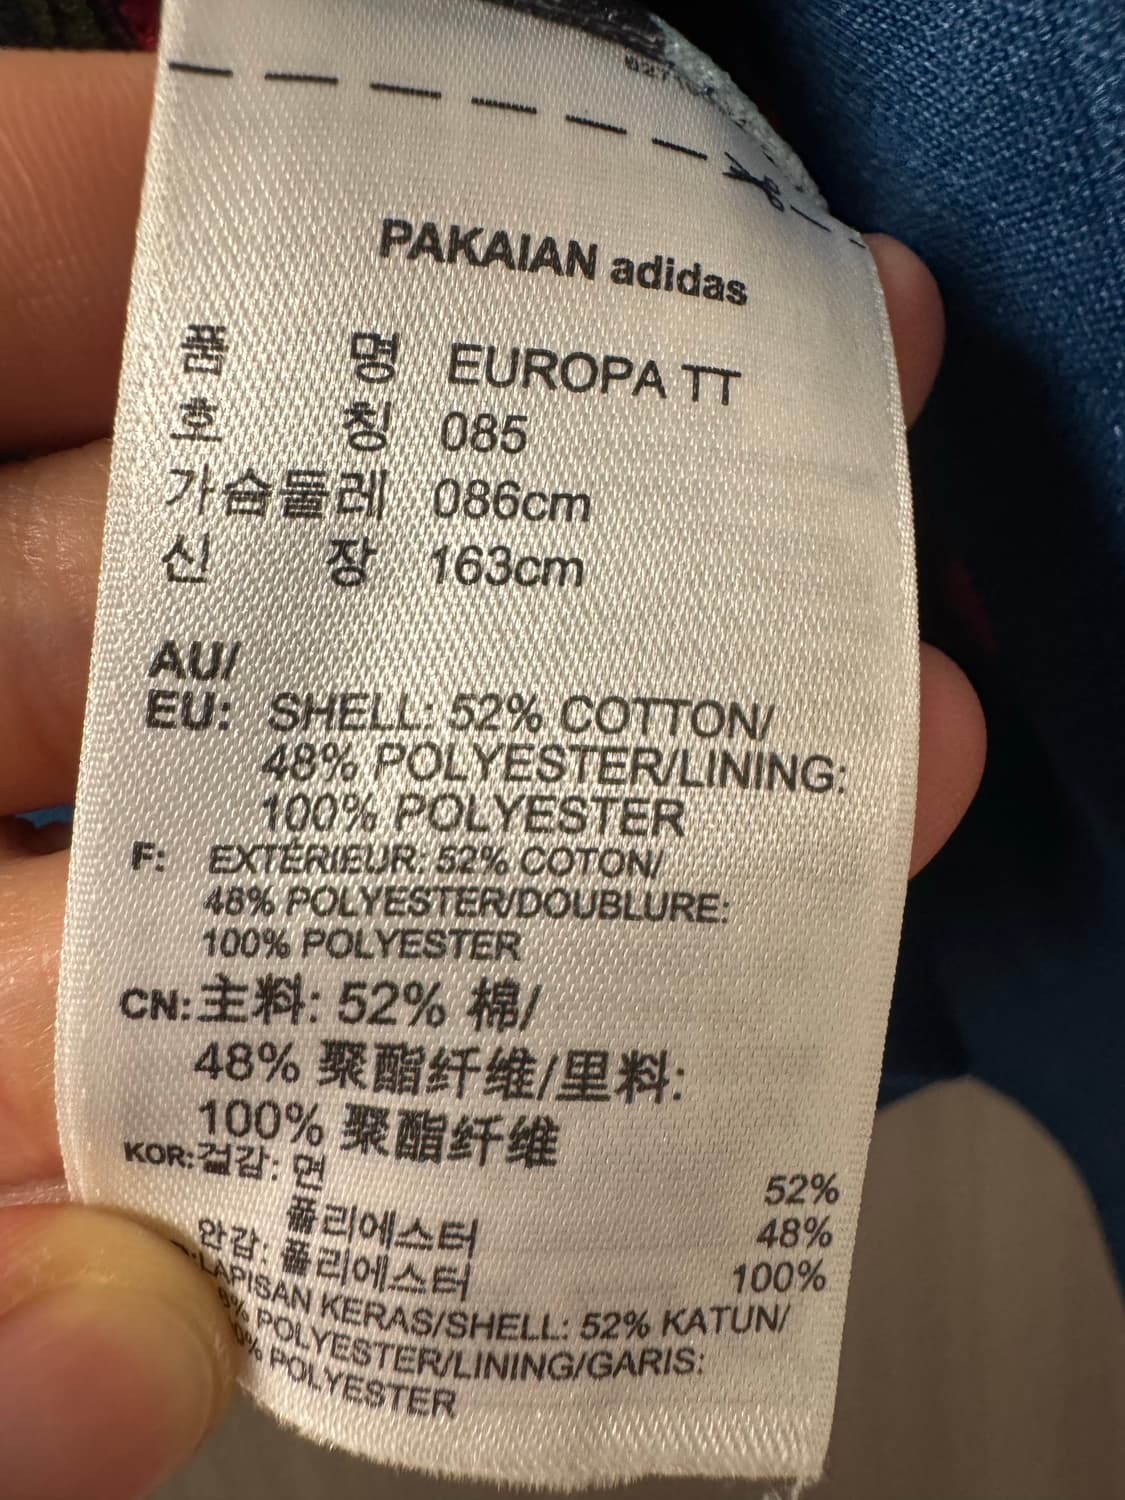 PAKAIAN adidas
품 명 EUROPA TT
호 칭 085
가슴둘레 086cm
신 장 163cm
AU/
EU: SHELL: 52% COTTON/
48% POLYESTER/LINING:
100% POLYESTER
F: EXTÉRIEUR: 52% COTON/
48% POLYESTER/DOUBLURE:
100% POLYESTER
CN: 主料: 52% 棉/
48% 聚酯纤维/里料:
100% 聚酯纤维
KOR: 겉감: 면 52%
폴리에스터 48%
안감: 폴리에스터 100%
LAPISAN KERAS/SHELL: 52% KATUN/
POLYESTER/LINING/GARIS:
POLYESTER